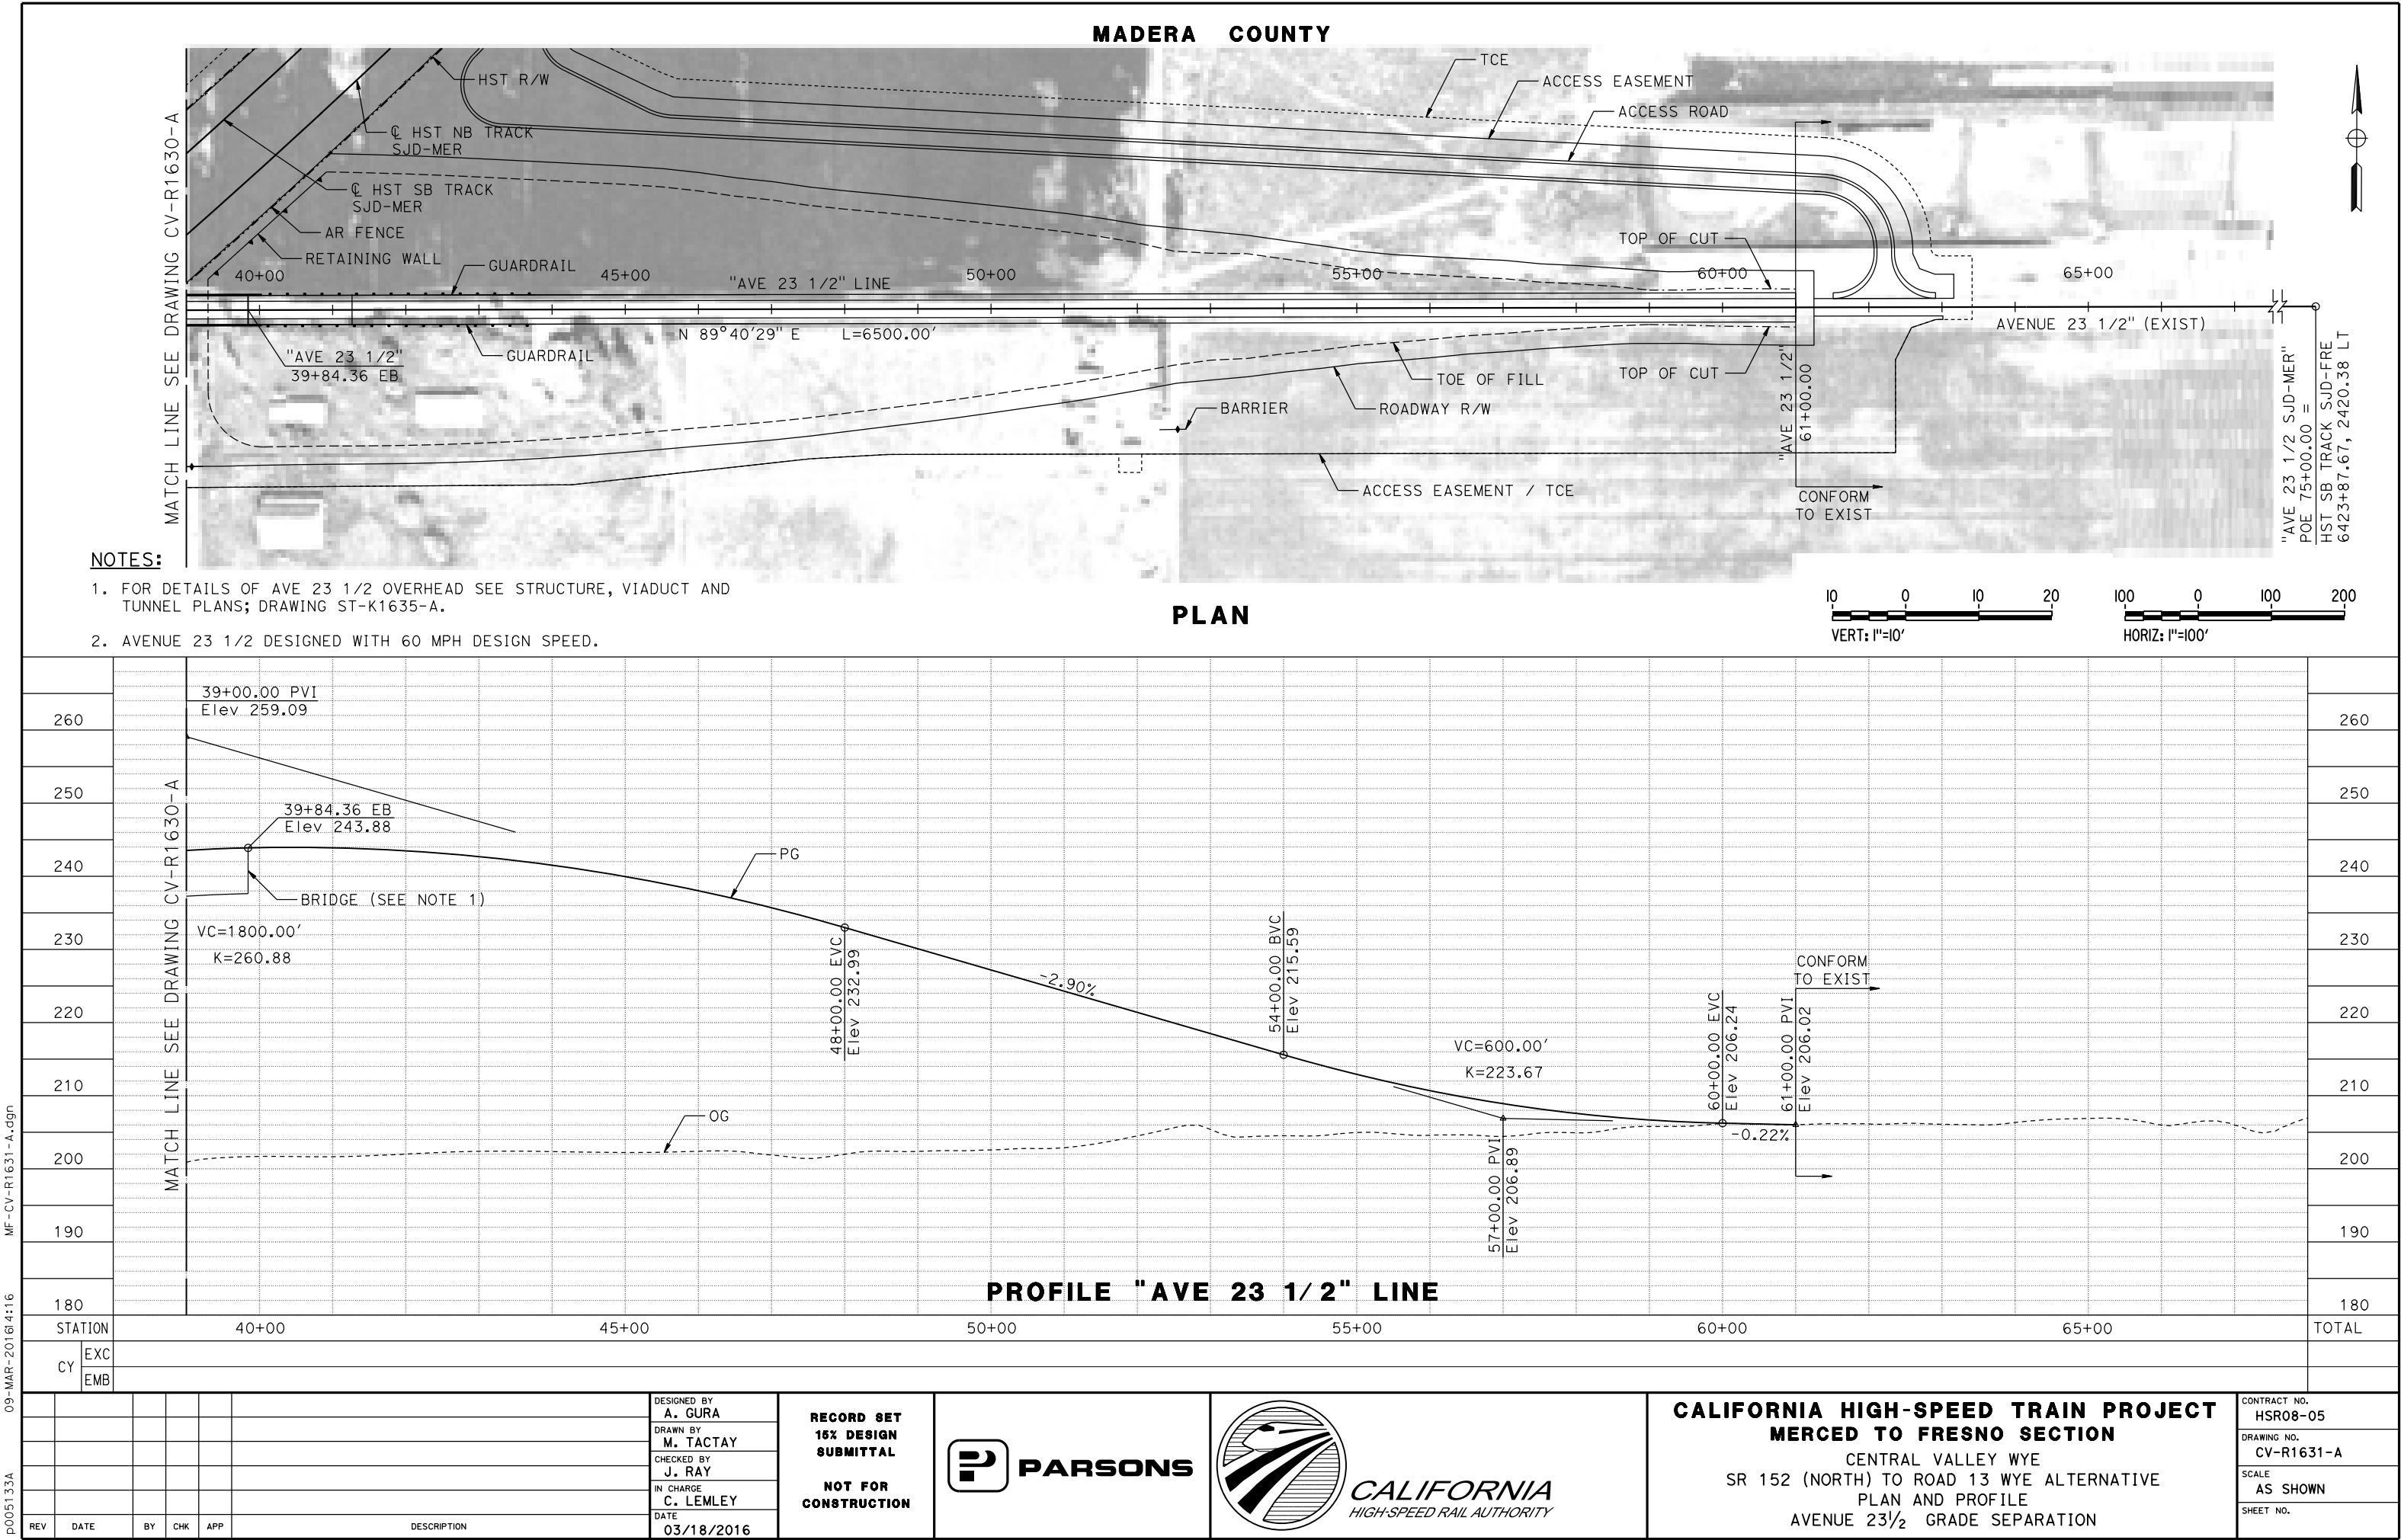 MADERA COUNTY
TCE
ACCESS EASEMENT
ACCESS ROAD
HST R/W
℄ HST NB TRACK
SJD-MER
℄ HST SB TRACK
SJD-MER
AR FENCE
RETAINING WALL
GUARDRAIL
MATCH LINE SEE DRAWING CV-R1630-A
40+00
45+00
50+00
55+00
60+00
65+00
"AVE 23 1/2" LINE
TOP OF CUT
N 89°40'29" E L=6500.00'
AVENUE 23 1/2" (EXIST)
"AVE 23 1/2"
39+84.36 EB
GUARDRAIL
TOE OF FILL
TOP OF CUT
ROADWAY R/W
BARRIER
"AVE 23 1/2"
61+00.00
ACCESS EASEMENT / TCE
CONFORM
TO EXIST
"AVE 23 1/2 SJD-MER"
POE 75+00.00 =
HST SB TRACK SJD-FRE
6423+87.67, 2420.38 LT
NOTES:
1. FOR DETAILS OF AVE 23 1/2 OVERHEAD SEE STRUCTURE, VIADUCT AND
TUNNEL PLANS; DRAWING ST-K1635-A.
2. AVENUE 23 1/2 DESIGNED WITH 60 MPH DESIGN SPEED.
PLAN
10 0 10 20
VERT: 1"=10'
100 0 100 200
HORIZ: 1"=100'
39+00.00 PVI
Elev 259.09
260 260
250 250
240 240
230 230
220 220
210 210
200 200
190 190
180 180
MATCH LINE SEE DRAWING CV-R1630-A
39+84.36 EB
Elev 243.88
PG
BRIDGE (SEE NOTE 1)
VC=1800.00'
K=260.88
48+00.00 EVC
Elev 232.99
-2.90%
54+00.00 BVC
Elev 215.59
VC=600.00'
K=223.67
CONFORM
TO EXIST
60+00.00 EVC
Elev 206.24
61+00.00 PVI
Elev 206.02
OG
-0.22%
57+00.00 PVI
Elev 206.89
PROFILE "AVE 23 1/2" LINE
STATION 40+00 45+00 50+00 55+00 60+00 65+00 TOTAL
CY
EXC
EMB
REV DATE BY CHK APP DESCRIPTION
DESIGNED BY
A. GURA
DRAWN BY
M. TACTAY
CHECKED BY
J. RAY
IN CHARGE
C. LEMLEY
DATE
03/18/2016
RECORD SET
15% DESIGN
SUBMITTAL
NOT FOR
CONSTRUCTION
PARSONS
CALIFORNIA
HIGH-SPEED RAIL AUTHORITY
CALIFORNIA HIGH-SPEED TRAIN PROJECT
MERCED TO FRESNO SECTION
CENTRAL VALLEY WYE
SR 152 (NORTH) TO ROAD 13 WYE ALTERNATIVE
PLAN AND PROFILE
AVENUE 23½ GRADE SEPARATION
CONTRACT NO.
HSR08-05
DRAWING NO.
CV-R1631-A
SCALE
AS SHOWN
SHEET NO.
p005133A 09-MAR-2016 14:16 MF-CV-R1631-A.dgn